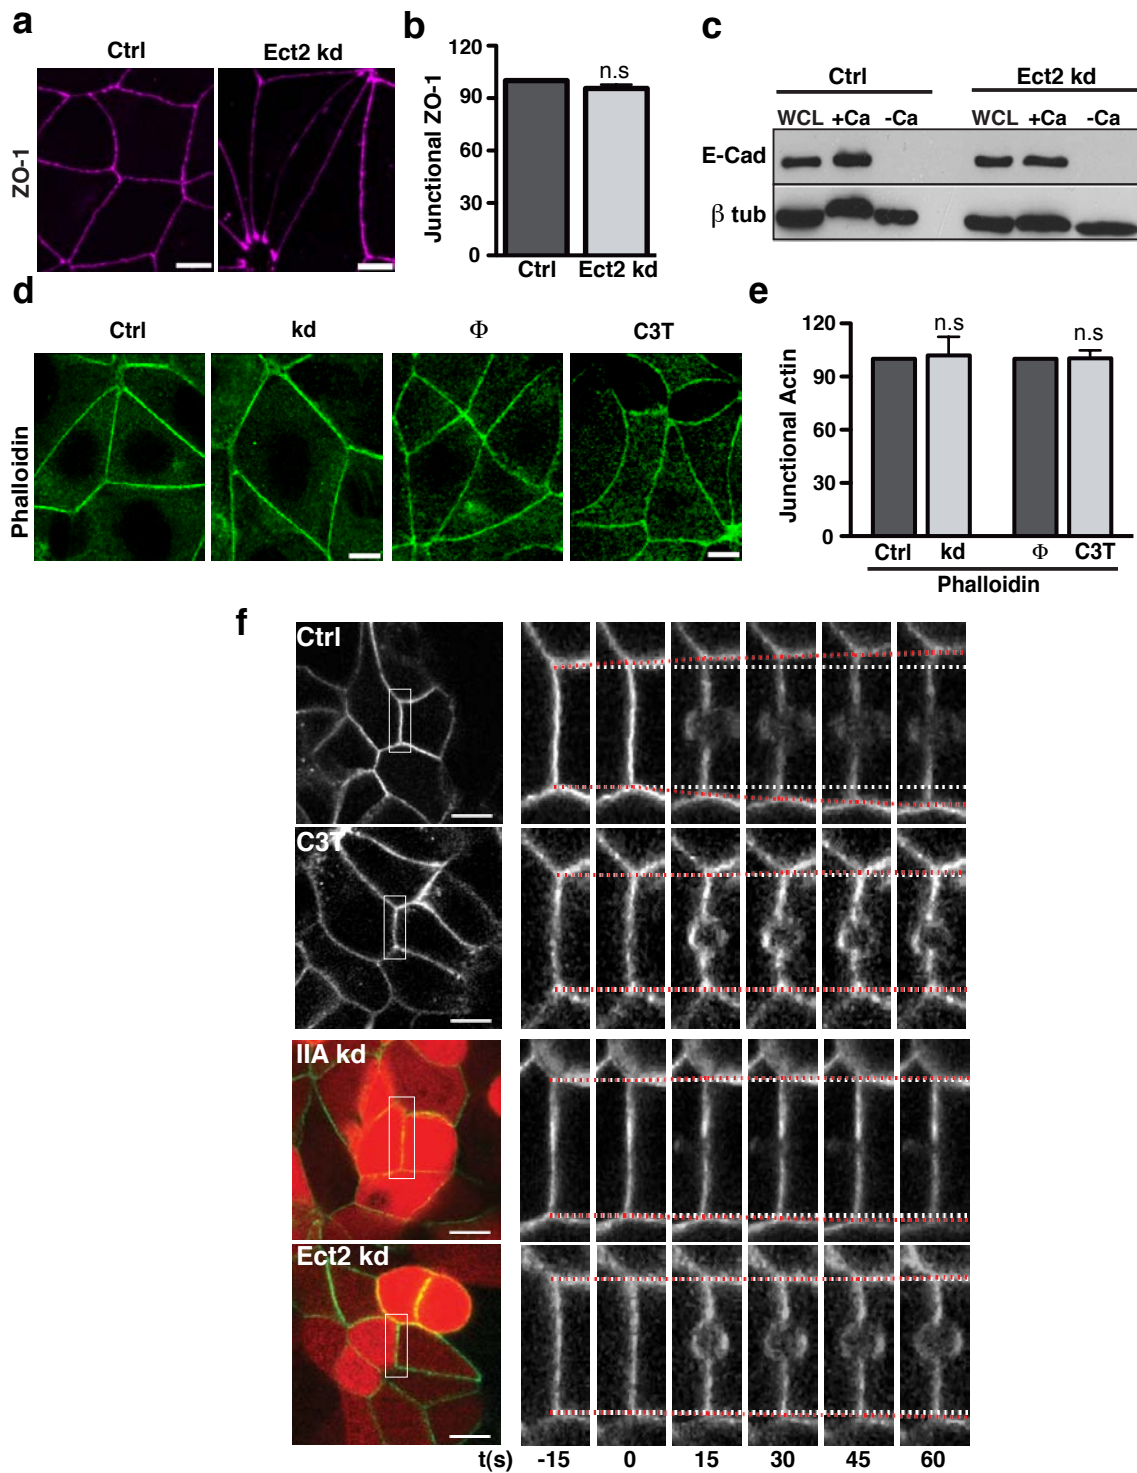 a
Ctrl
Ect2 kd
ZO-1
b
Junctional ZO-1
120
90
60
30
0
n.s
Ctrl
Ect2 kd
c
Ctrl
Ect2 kd
WCL +Ca -Ca
WCL +Ca -Ca
E-Cad
β tub
d
Ctrl
kd
Φ
C3T
Phalloidin
e
Junctional Actin
120
90
60
30
0
n.s
n.s
Ctrl
kd
Φ
C3T
Phalloidin
f
Ctrl
C3T
IIA kd
Ect2 kd
t(s) -15 0 15 30 45 60